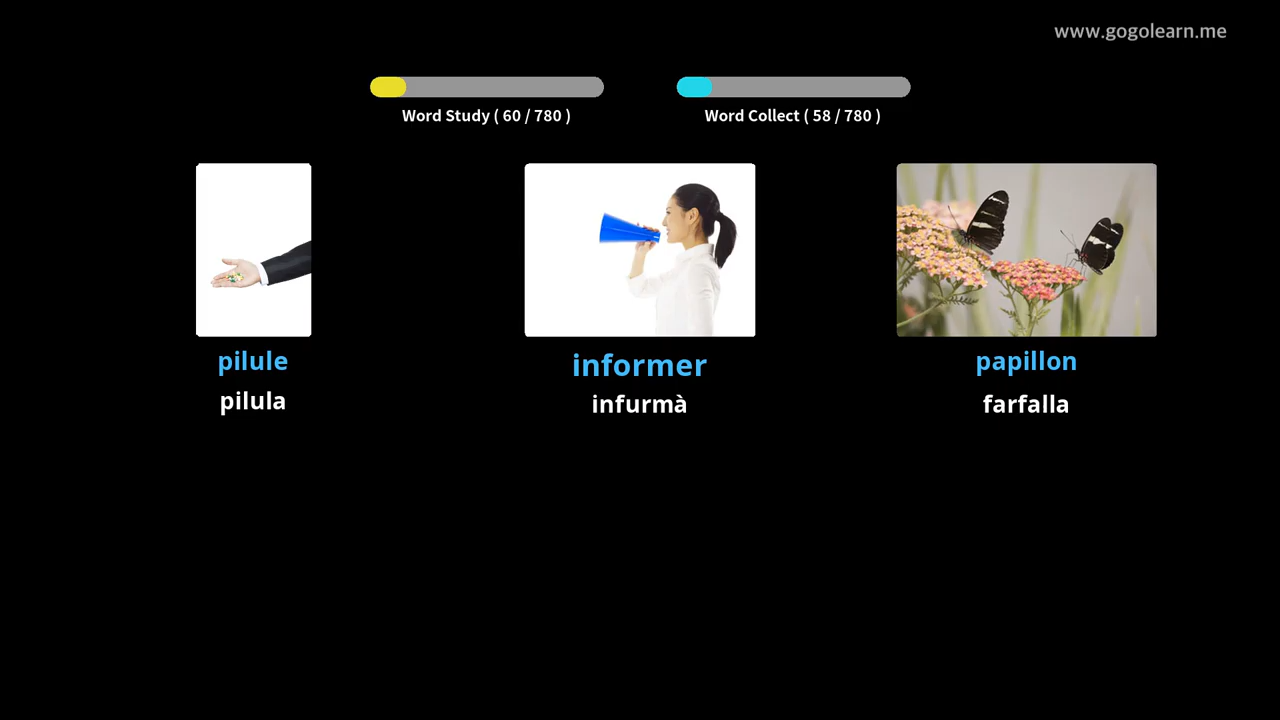 www.gogolearn.me
Word Study ( 60 / 780 )
Word Collect ( 58 / 780 )
pilule
pilula
informer
infurmà
papillon
farfalla